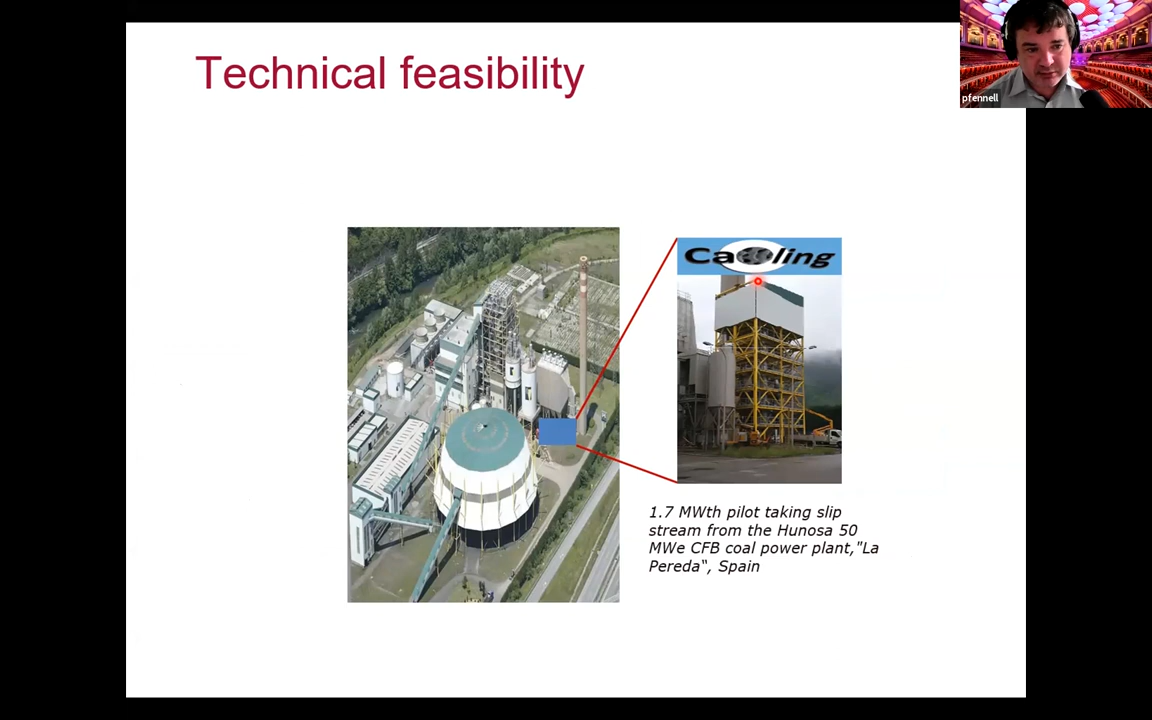 Technical feasibility
pfennell
CaOling
1.7 MWth pilot taking slip
stream from the Hunosa 50
MWe CFB coal power plant,"La
Pereda“, Spain